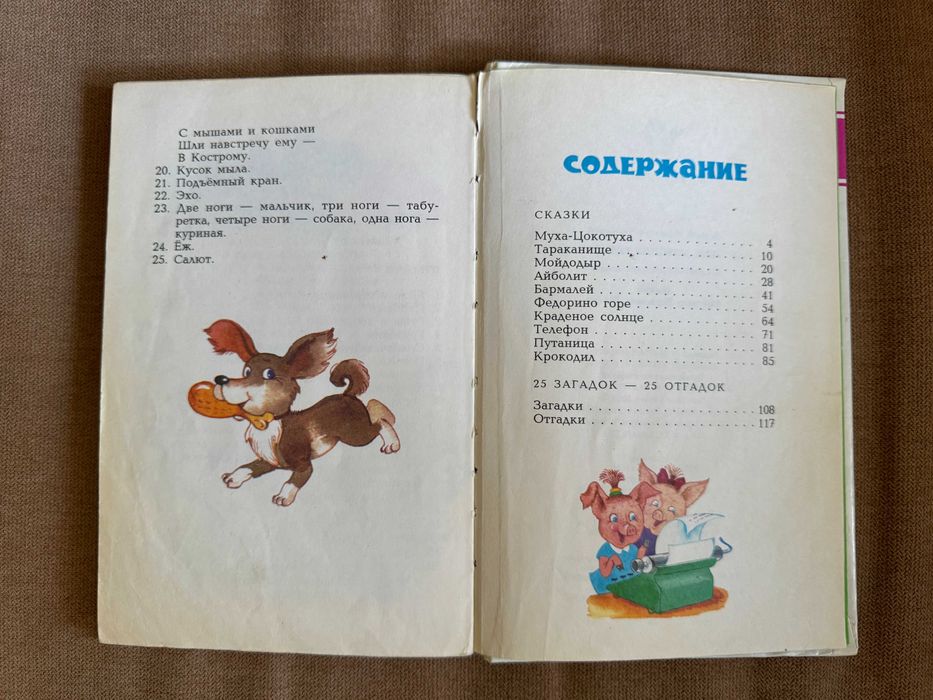 С мышами и кошками
Шли навстречу ему —
В Кострому.
20. Кусок мыла.
21. Подъёмный кран.
22. Эхо.
23. Две ноги — мальчик, три ноги — табу-
ретка, четыре ноги — собака, одна нога —
куриная.
24. Ёж.
25. Салют.
СОДЕРЖАНИЕ
СКАЗКИ
Муха-Цокотуха . . . . . . . . . . . . . . 4
Тараканище . . . . . . . . . . . . . . . . 10
Мойдодыр . . . . . . . . . . . . . . . . . 20
Айболит . . . . . . . . . . . . . . . . . . 28
Бармалей . . . . . . . . . . . . . . . . . 41
Федорино горе . . . . . . . . . . . . . . 54
Краденое солнце . . . . . . . . . . . . . 64
Телефон . . . . . . . . . . . . . . . . . . 71
Путаница . . . . . . . . . . . . . . . . . 81
Крокодил . . . . . . . . . . . . . . . . . 85
25 ЗАГАДОК — 25 ОТГАДОК
Загадки . . . . . . . . . . . . . . . . . . 108
Отгадки . . . . . . . . . . . . . . . . . . 117